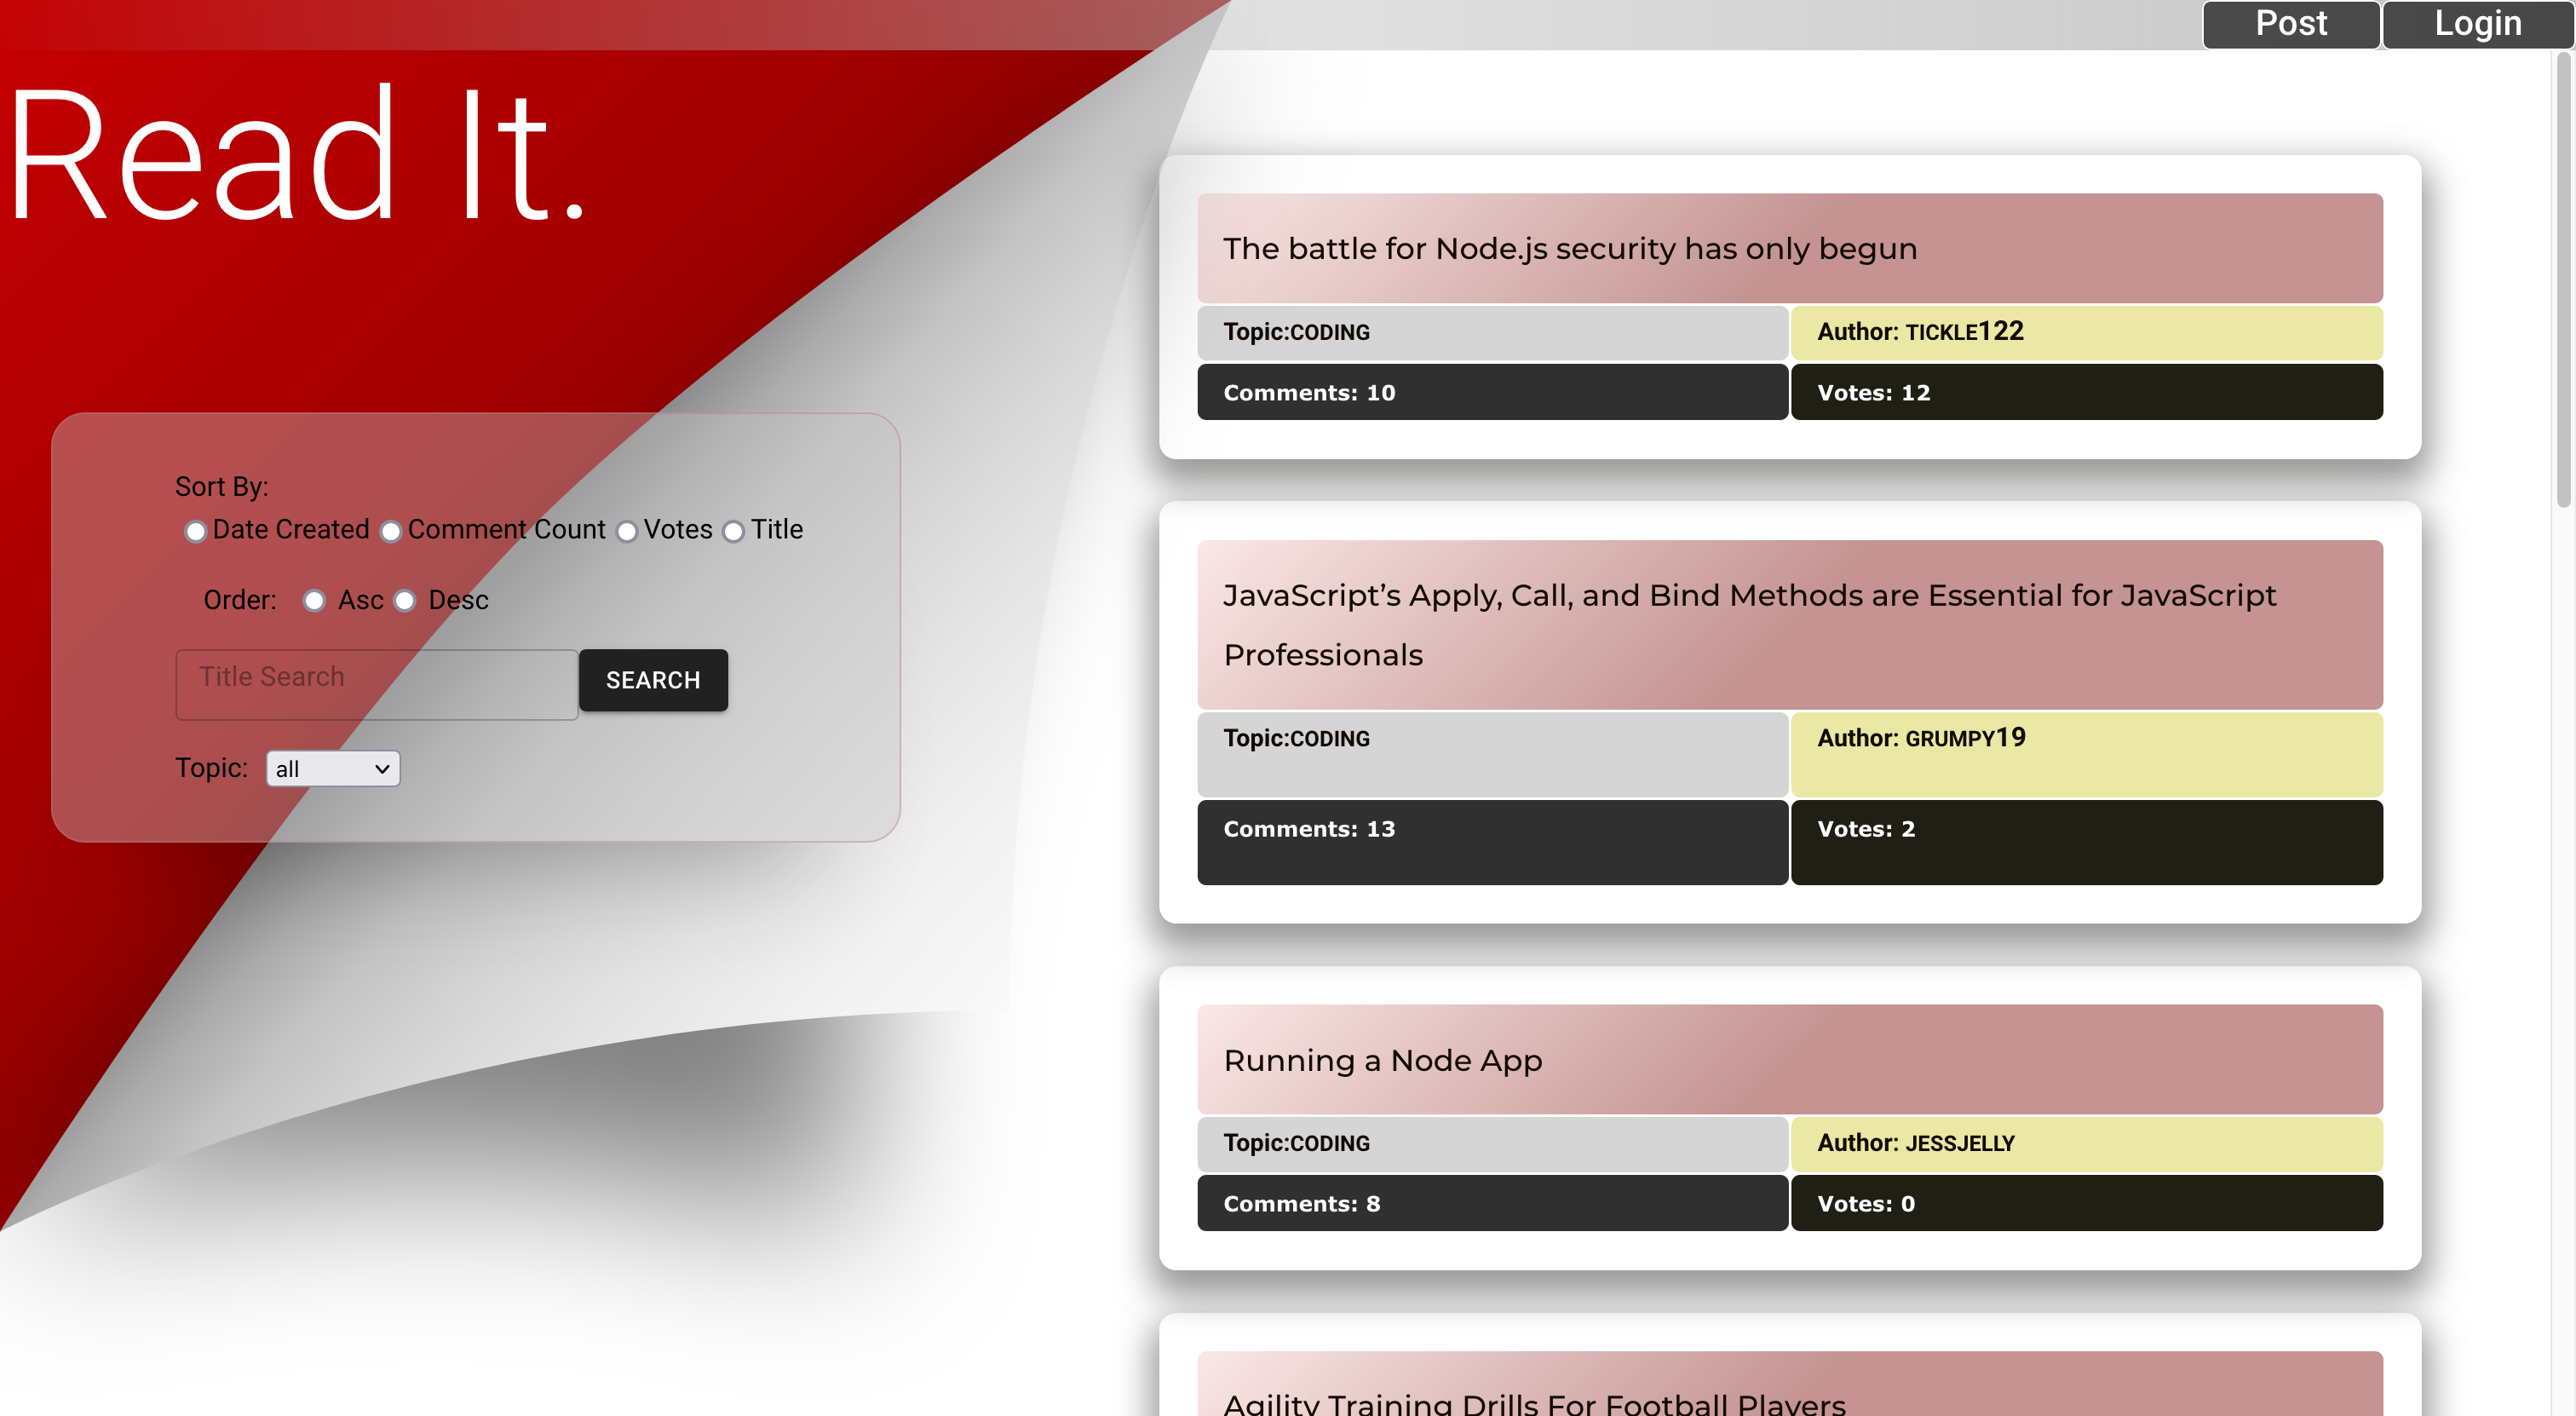 Post
Login
Read It.
Sort By:
Date Created Comment Count Votes Title
Order: Asc Desc
Title Search
SEARCH
Topic: all
The battle for Node.js security has only begun
Topic:CODING
Author: TICKLE122
Comments: 10
Votes: 12
JavaScript’s Apply, Call, and Bind Methods are Essential for JavaScript
Professionals
Topic:CODING
Author: GRUMPY19
Comments: 13
Votes: 2
Running a Node App
Topic:CODING
Author: JESSJELLY
Comments: 8
Votes: 0
Agility Training Drills For Football Players